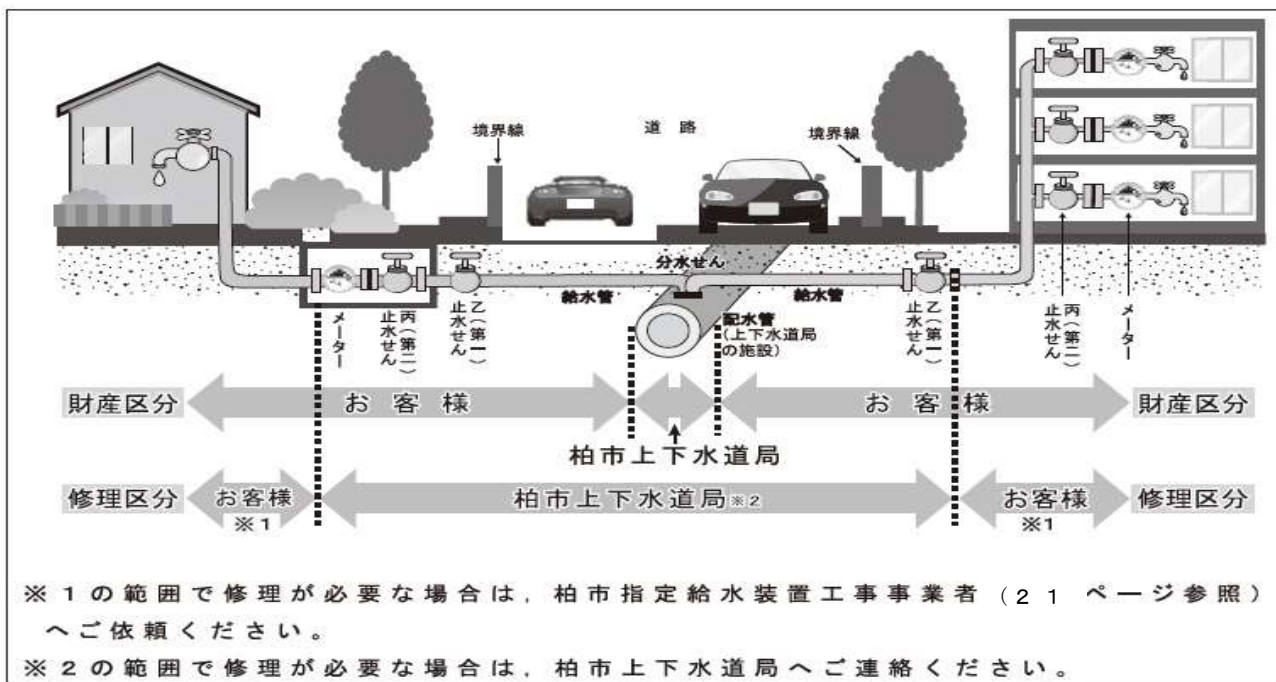 境界線
道 路
境界線
分水せん
給水管
給水管
配水管
(上下水道局
の施設)
メーター
丙(第二)
止水せん
乙(第一)
止水せん
乙(第一)
止水せん
丙(第二)
止水せん
メーター
財産区分
お客様
お客様
財産区分
柏市上下水道局
修理区分
お客様
※1
柏市上下水道局※2
お客様
※1
修理区分
※1の範囲で修理が必要な場合は,柏市指定給水装置工事事業者(21 ページ参照)
へご依頼ください。
※2の範囲で修理が必要な場合は,柏市上下水道局へご連絡ください。